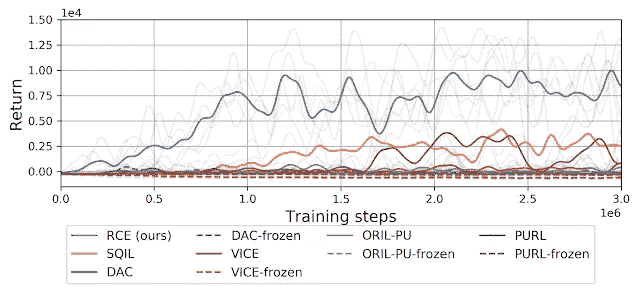 1e4
1.50
1.25
1.00
0.75
0.50
0.25
0.00
Return
0.0 0.5 1.0 1.5 2.0 2.5 3.0
Training steps
1e6
RCE (ours) DAC-frozen ORIL-PU PURL
SQIL VICE ORIL-PU-frozen PURL-frozen
DAC VICE-frozen